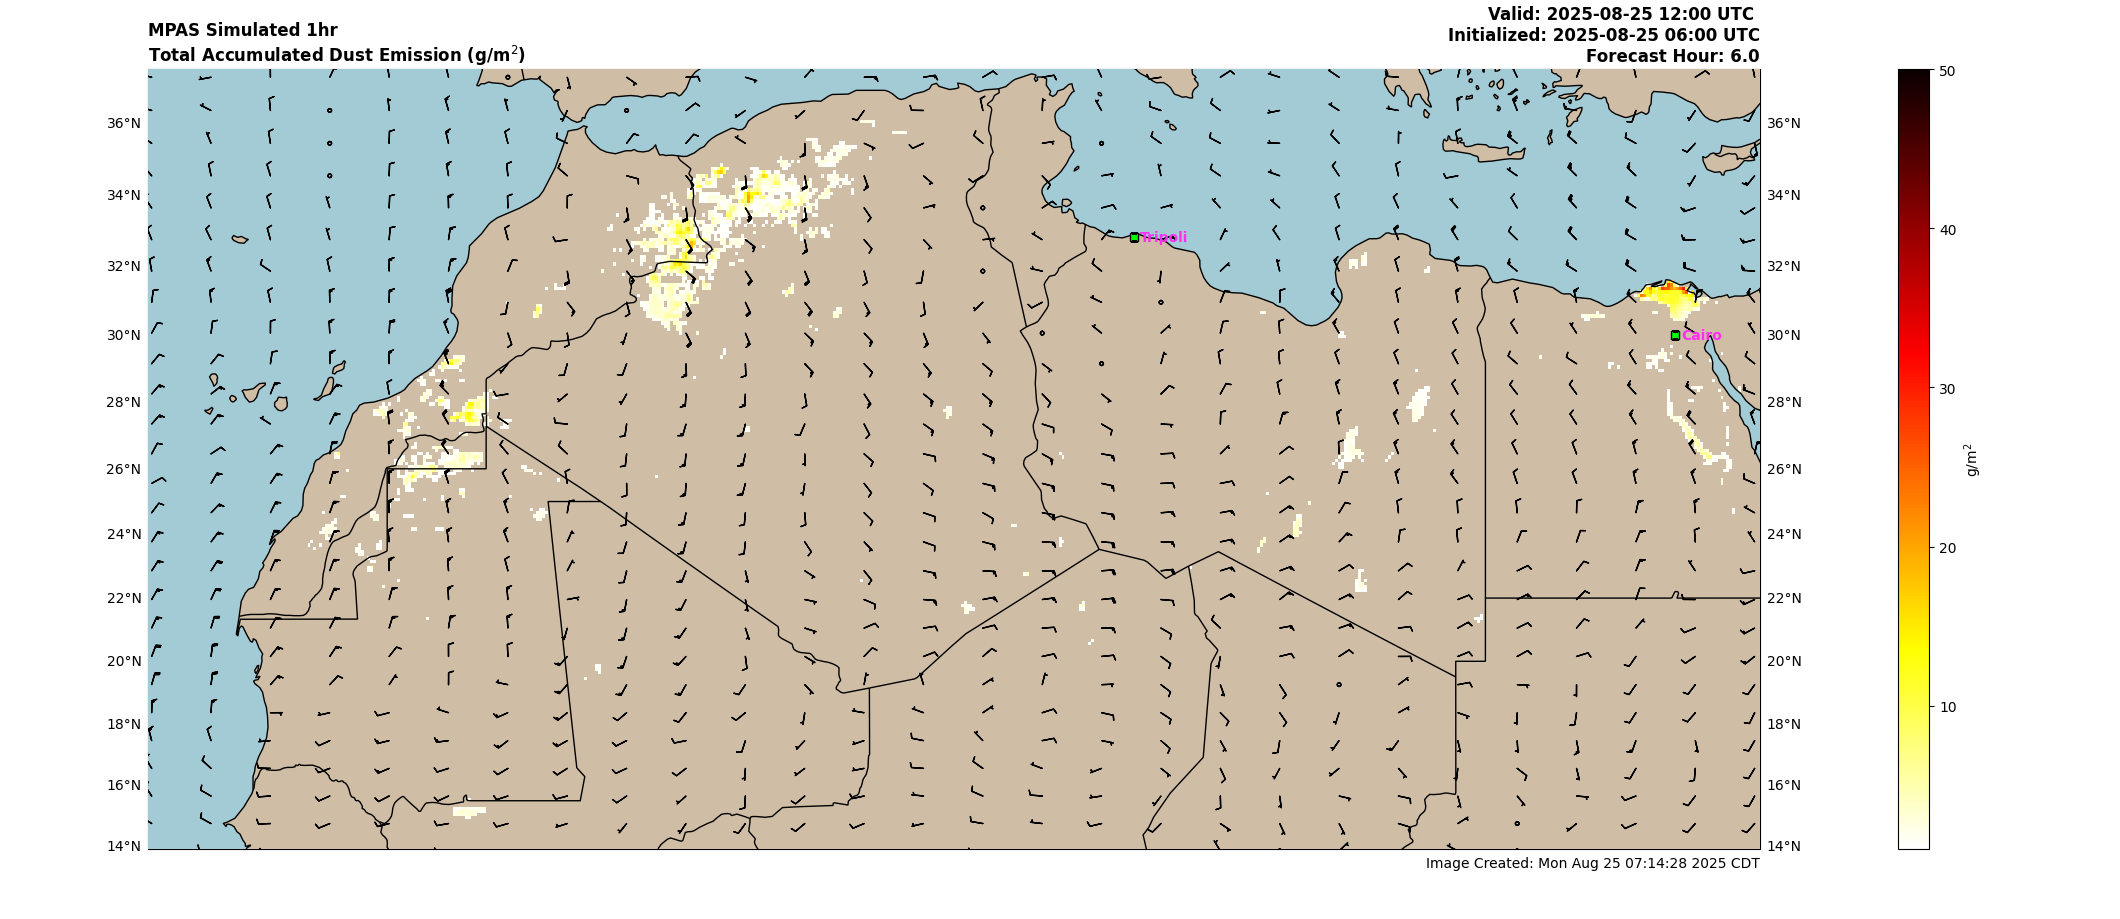 MPAS Simulated 1hr
Total Accumulated Dust Emission (g/m²)
Valid: 2025-08-25 12:00 UTC
Initialized: 2025-08-25 06:00 UTC
Forecast Hour: 6.0
36°N
34°N
32°N
30°N
28°N
26°N
24°N
22°N
20°N
18°N
16°N
14°N
Tripoli
Cairo
36°N
34°N
32°N
30°N
28°N
26°N
24°N
22°N
20°N
18°N
16°N
14°N
50
40
30
20
10
g/m²
Image Created: Mon Aug 25 07:14:28 2025 CDT